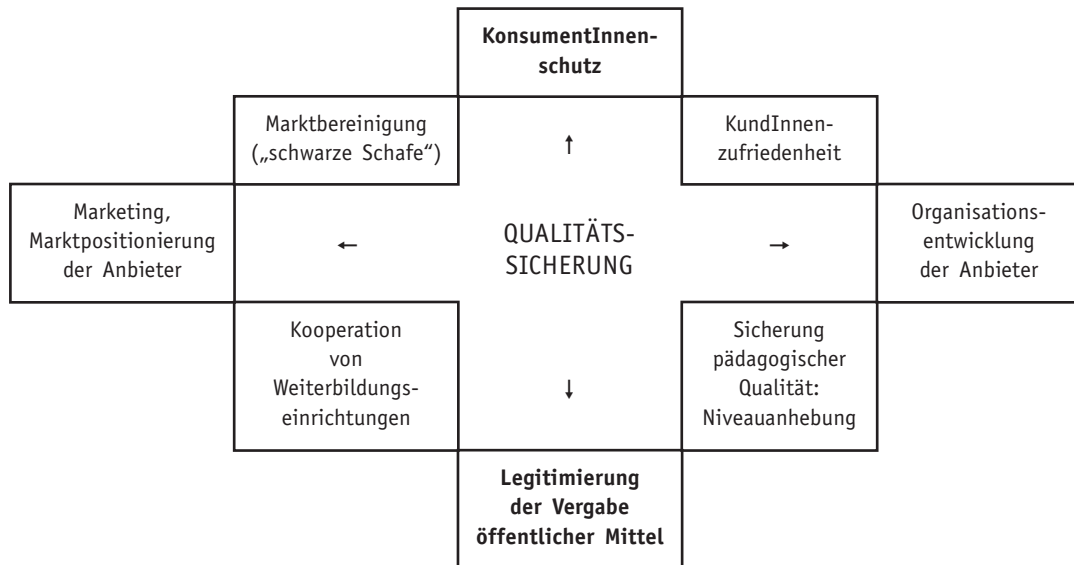 KonsumentInnen-
schutz
Marktbereinigung
(„schwarze Schafe“)
↑
KundInnen-
zufriedenheit
Marketing,
Marktpositionierung
der Anbieter
←
QUALITÄTS-
SICHERUNG
→
Organisations-
entwicklung
der Anbieter
Kooperation
von
Weiterbildungs-
einrichtungen
↓
Sicherung
pädagogischer
Qualität:
Niveauanhebung
Legitimierung
der Vergabe
öffentlicher Mittel